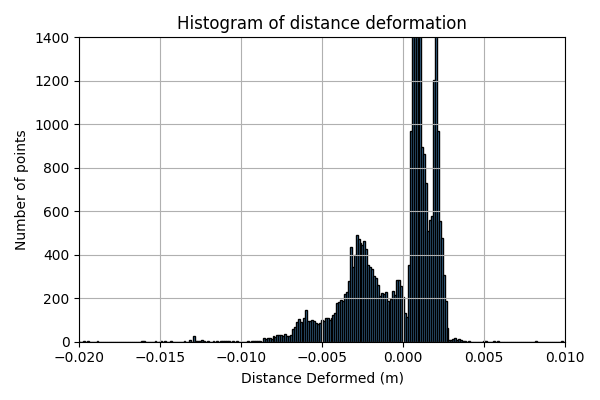 Histogram of distance deformation
1400
1200
1000
800
600
400
200
0
Number of points
−0.020 −0.015 −0.010 −0.005 0.000 0.005 0.010
Distance Deformed (m)